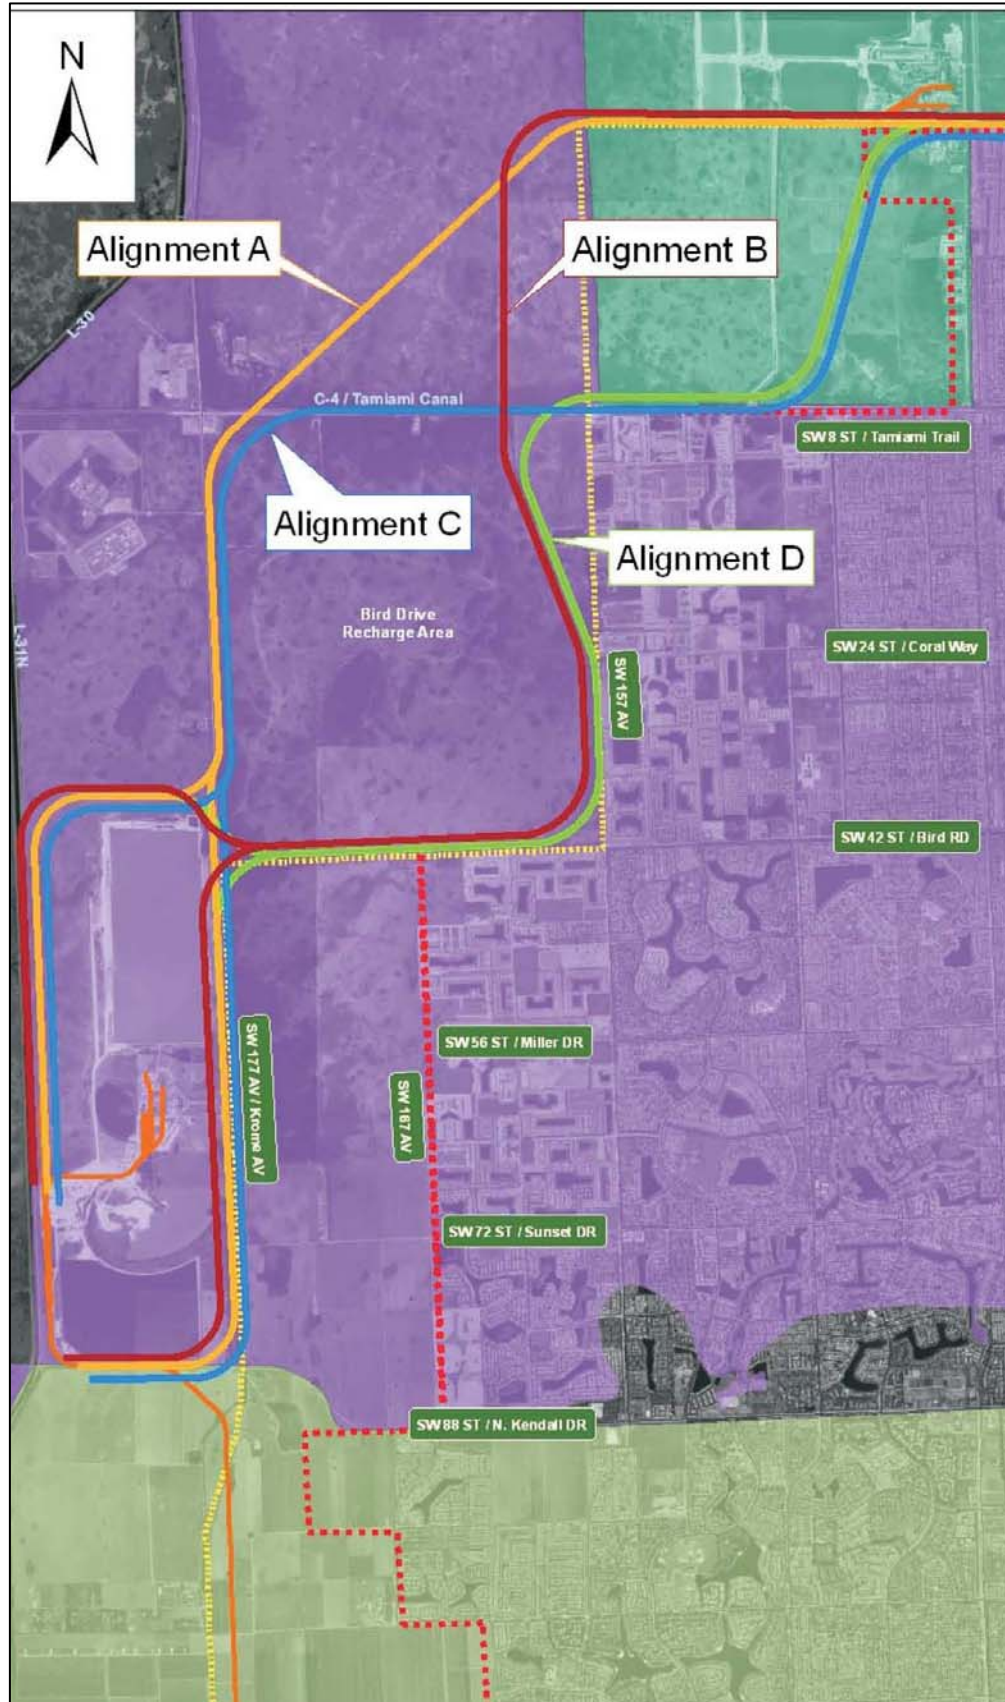 N
Alignment A
Alignment B
L-30
C-4 / Tamiami Canal
SW 8 ST / Tamiami Trail
Alignment C
Alignment D
Bird Drive
Recharge Area
L-31N
SW 24 ST / Coral Way
SW 157 AV
SW 42 ST / Bird RD
SW 56 ST / Miller DR
SW 177 AV / Krome AV
SW 167 AV
SW 72 ST / Sunset DR
SW 88 ST / N. Kendall DR